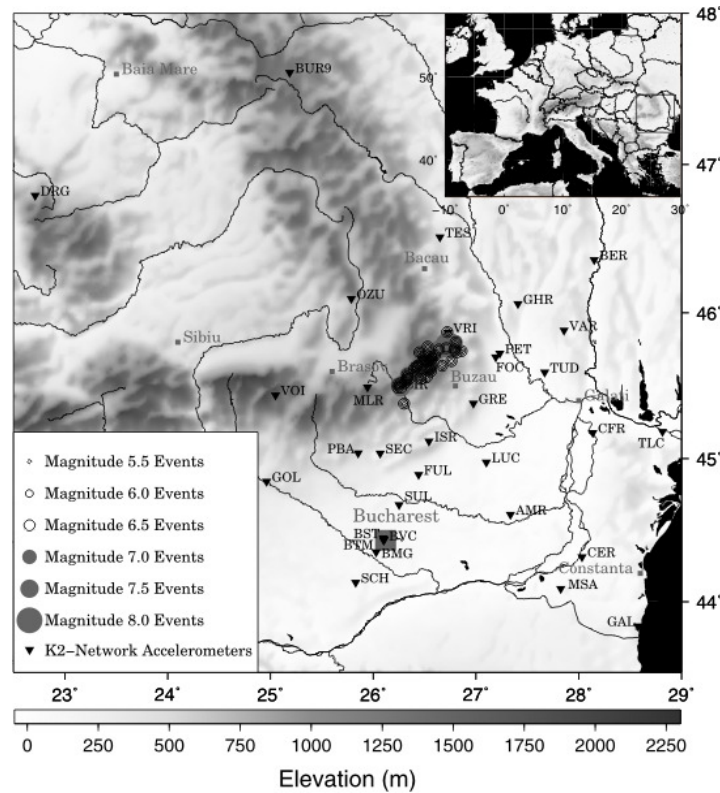 48°
BUR9
Baia Mare
50°
40°
47°
DRG
−10°
0°
10°
20°
30°
TES
Bacau
BER
OZU
GHR
46°
VRI
VAR
Sibiu
PET
Brasov
FOC
TUD
Buzau
VOI
MLR
IR
GRE
Galati
CFR
TLC
ISR
PBA
SEC
LUC
45°
Magnitude 5.5 Events
FUL
GOL
Magnitude 6.0 Events
SUL
AMR
Magnitude 6.5 Events
Bucharest
BST
BVC
Magnitude 7.0 Events
BTM
BMG
CER
Constanta
Magnitude 7.5 Events
SCH
MSA
44°
Magnitude 8.0 Events
GAL
K2−Network Accelerometers
23°
24°
25°
26°
27°
28°
29°
0
250
500
750
1000
1250
1500
1750
2000
2250
Elevation (m)